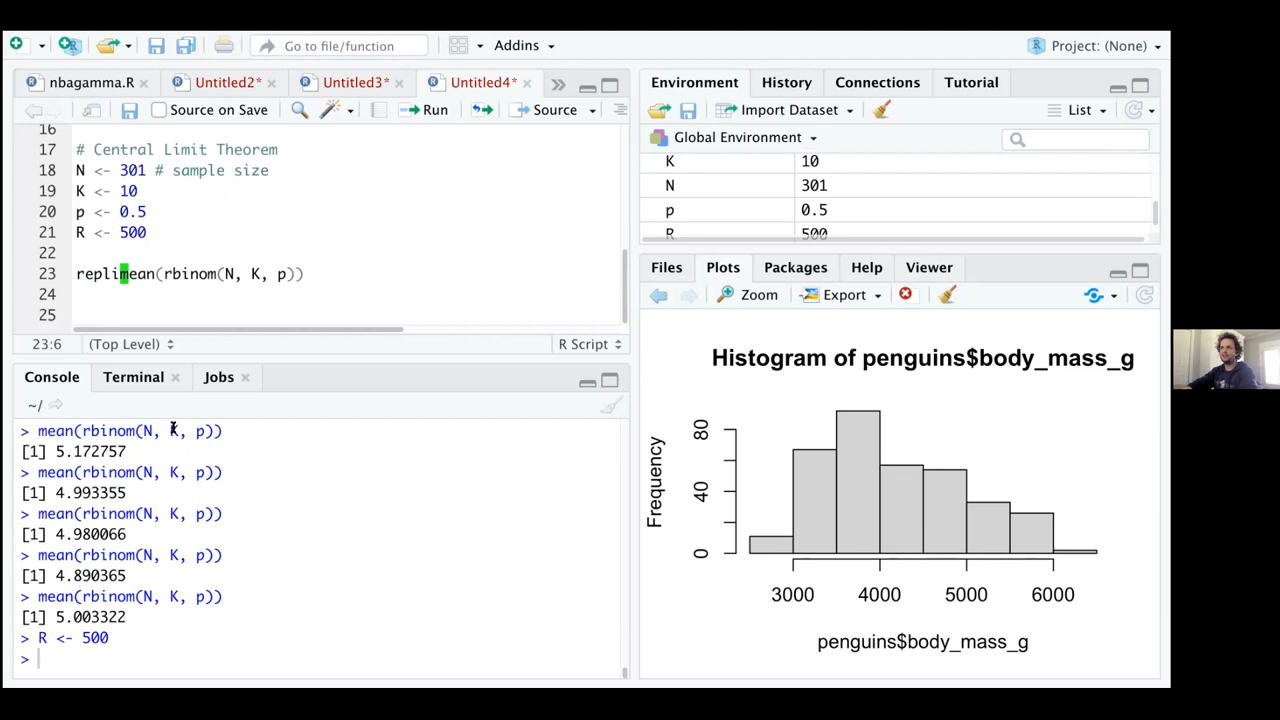 Go to file/function
Addins
Project: (None)
nbagamma.R
Untitled2*
Untitled3*
Untitled4*
Source on Save
Run
Source
16
17 # Central Limit Theorem
18 N <- 301 # sample size
19 K <- 10
20 p <- 0.5
21 R <- 500
22
23 replimean(rbinom(N, K, p))
24
25
23:6 (Top Level) R Script
Console Terminal Jobs
~/
> mean(rbinom(N, K, p))
[1] 5.172757
> mean(rbinom(N, K, p))
[1] 4.993355
> mean(rbinom(N, K, p))
[1] 4.980066
> mean(rbinom(N, K, p))
[1] 4.890365
> mean(rbinom(N, K, p))
[1] 5.003322
> R <- 500
>
Environment History Connections Tutorial
Import Dataset List
Global Environment
K 10
N 301
p 0.5
R 500
Files Plots Packages Help Viewer
Zoom Export
Histogram of penguins$body_mass_g
Frequency
80
40
0
3000 4000 5000 6000
penguins$body_mass_g